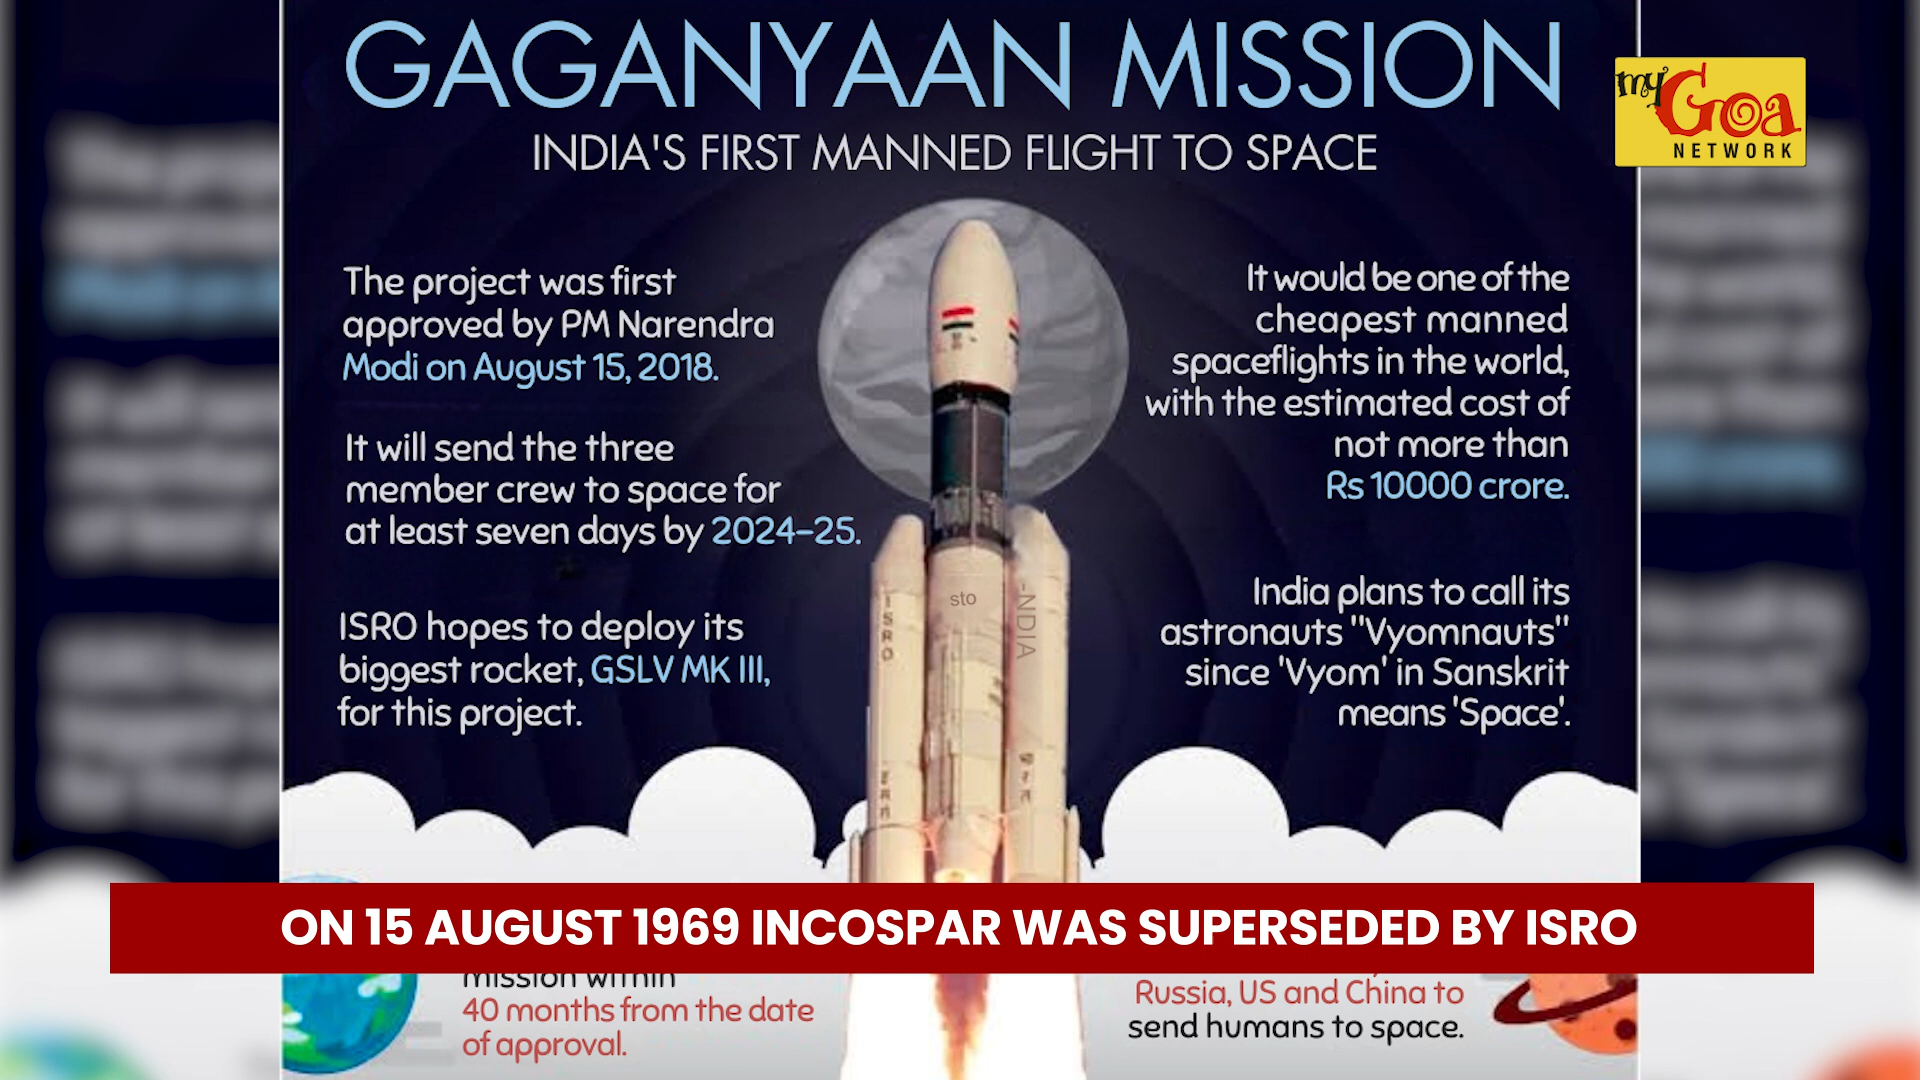 GAGANYAAN MISSION
INDIA'S FIRST MANNED FLIGHT TO SPACE
my
Goa
NETWORK
The project was first
approved by PM Narendra
Modi on August 15, 2018.
It will send the three
member crew to space for
at least seven days by 2024-25.
ISRO hopes to deploy its
biggest rocket, GSLV MK III,
for this project.
It would be one of the
cheapest manned
spaceflights in the world,
with the estimated cost of
not more than
Rs 10000 crore.
India plans to call its
astronauts "Vyomnauts"
since 'Vyom' in Sanskrit
means 'Space'.
ISRO
sto
-NDIA
ON 15 AUGUST 1969 INCOSPAR WAS SUPERSEDED BY ISRO
mission within
40 months from the date
of approval.
Russia, US and China to
send humans to space.